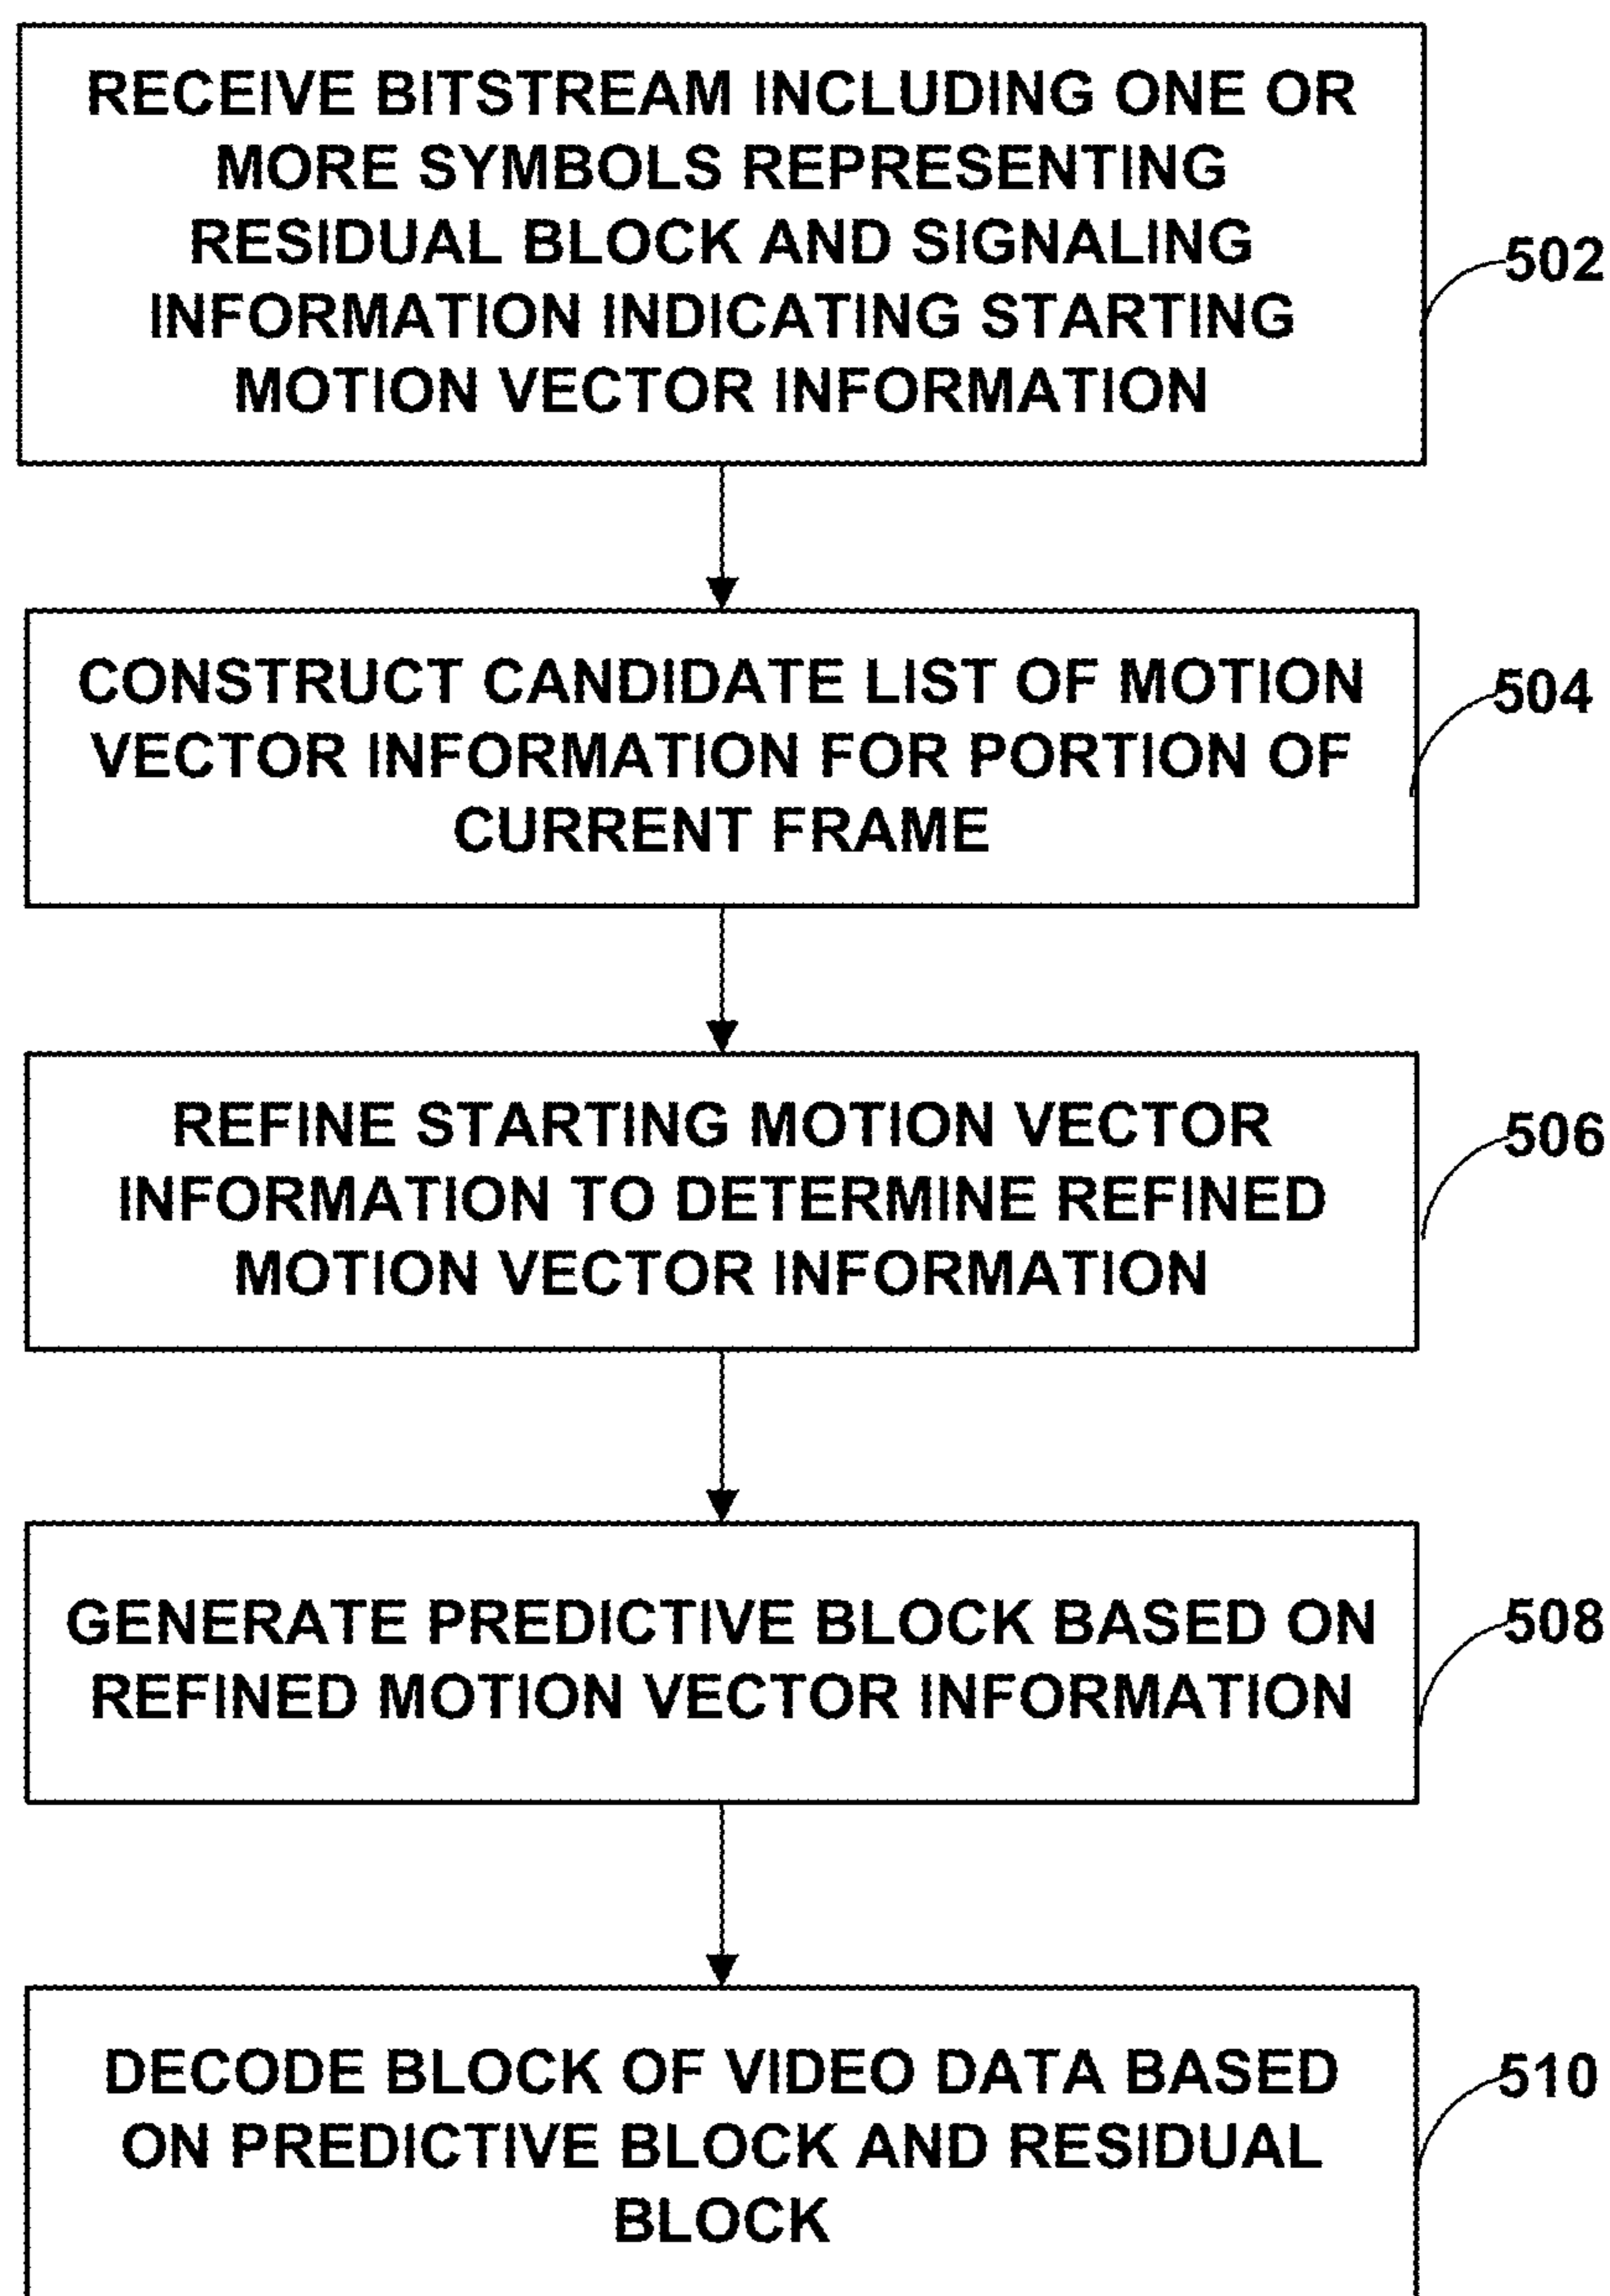 RECEIVE BITSTREAM INCLUDING ONE OR
MORE SYMBOLS REPRESENTING
RESIDUAL BLOCK AND SIGNALING
INFORMATION INDICATING STARTING
MOTION VECTOR INFORMATION
502
CONSTRUCT CANDIDATE LIST OF MOTION
VECTOR INFORMATION FOR PORTION OF
CURRENT FRAME
504
REFINE STARTING MOTION VECTOR
INFORMATION TO DETERMINE REFINED
MOTION VECTOR INFORMATION
506
GENERATE PREDICTIVE BLOCK BASED ON
REFINED MOTION VECTOR INFORMATION
508
DECODE BLOCK OF VIDEO DATA BASED
ON PREDICTIVE BLOCK AND RESIDUAL
BLOCK
510